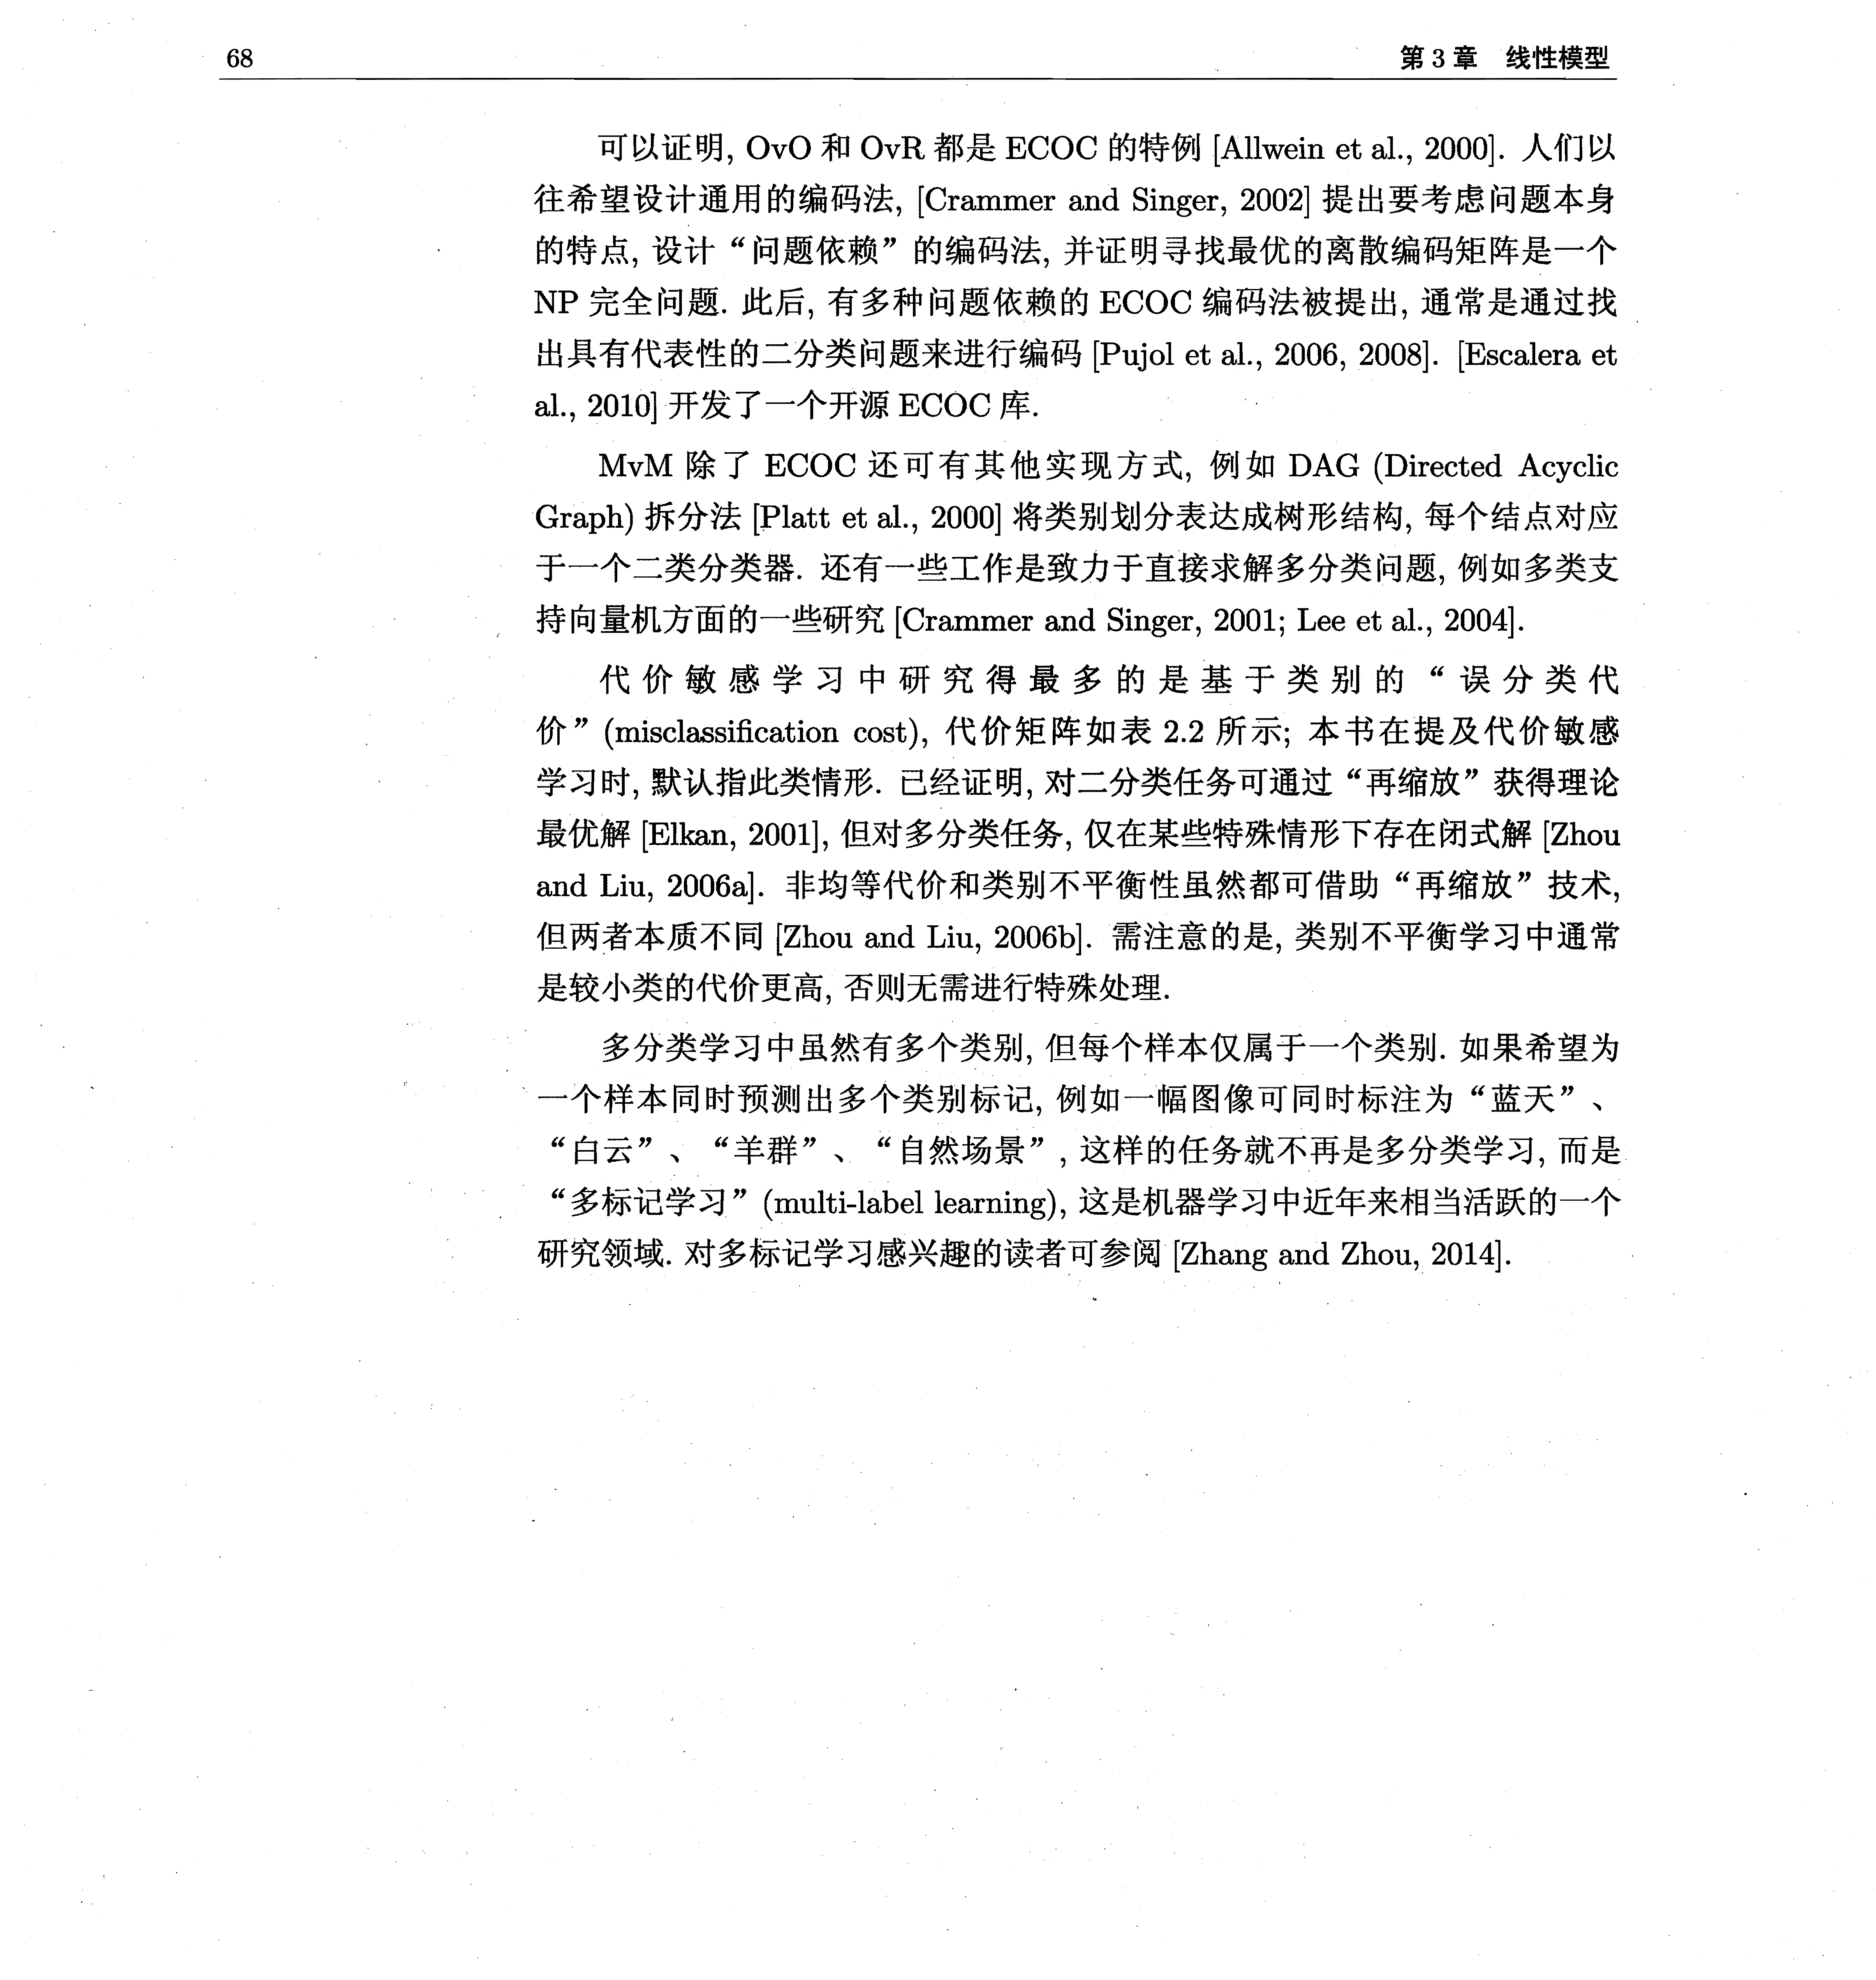 68
第 3 章 线性模型
可以证明, OvO 和 OvR 都是 ECOC 的特例 [Allwein et al., 2000]. 人们以
往希望设计通用的编码法, [Crammer and Singer, 2002] 提出要考虑问题本身
的特点, 设计“问题依赖”的编码法, 并证明寻找最优的离散编码矩阵是一个
NP 完全问题. 此后, 有多种问题依赖的 ECOC 编码法被提出, 通常是通过找
出具有代表性的二分类问题来进行编码 [Pujol et al., 2006, 2008]. [Escalera et
al., 2010] 开发了一个开源 ECOC 库.
MvM 除了 ECOC 还可有其他实现方式, 例如 DAG (Directed Acyclic
Graph) 拆分法 [Platt et al., 2000] 将类别划分表达成树形结构, 每个结点对应
于一个二类分类器. 还有一些工作是致力于直接求解多分类问题, 例如多类支
持向量机方面的一些研究 [Crammer and Singer, 2001; Lee et al., 2004].
代价敏感学习中研究得最多的是基于类别的“误分类代
价”(misclassification cost), 代价矩阵如表 2.2 所示; 本书在提及代价敏感
学习时, 默认指此类情形. 已经证明, 对二分类任务可通过“再缩放”获得理论
最优解 [Elkan, 2001], 但对多分类任务, 仅在某些特殊情形下存在闭式解 [Zhou
and Liu, 2006a]. 非均等代价和类别不平衡性虽然都可借助“再缩放”技术,
但两者本质不同 [Zhou and Liu, 2006b]. 需注意的是, 类别不平衡学习中通常
是较小类的代价更高, 否则无需进行特殊处理.
多分类学习中虽然有多个类别, 但每个样本仅属于一个类别. 如果希望为
一个样本同时预测出多个类别标记, 例如一幅图像可同时标注为“蓝天”、
“白云”、“羊群”、“自然场景”, 这样的任务就不再是多分类学习, 而是
“多标记学习”(multi-label learning), 这是机器学习中近年来相当活跃的一个
研究领域. 对多标记学习感兴趣的读者可参阅 [Zhang and Zhou, 2014].